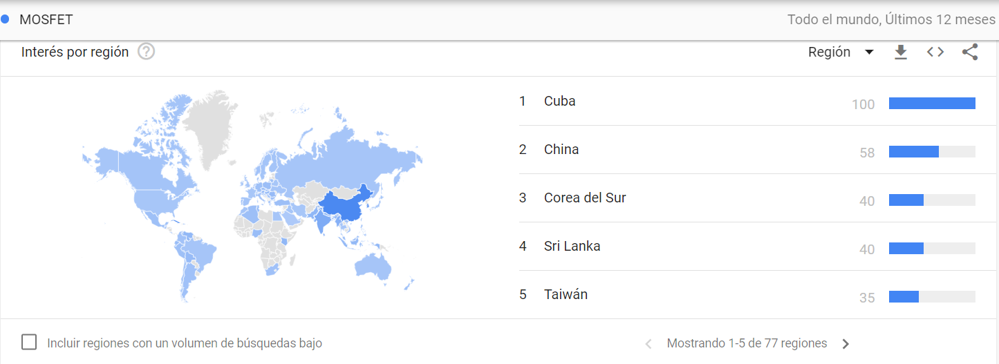 MOSFET
Todo el mundo, Últimos 12 meses
Interés por región ?
Región
1 Cuba 100
2 China 58
3 Corea del Sur 40
4 Sri Lanka 40
5 Taiwán 35
Incluir regiones con un volumen de búsquedas bajo
Mostrando 1-5 de 77 regiones